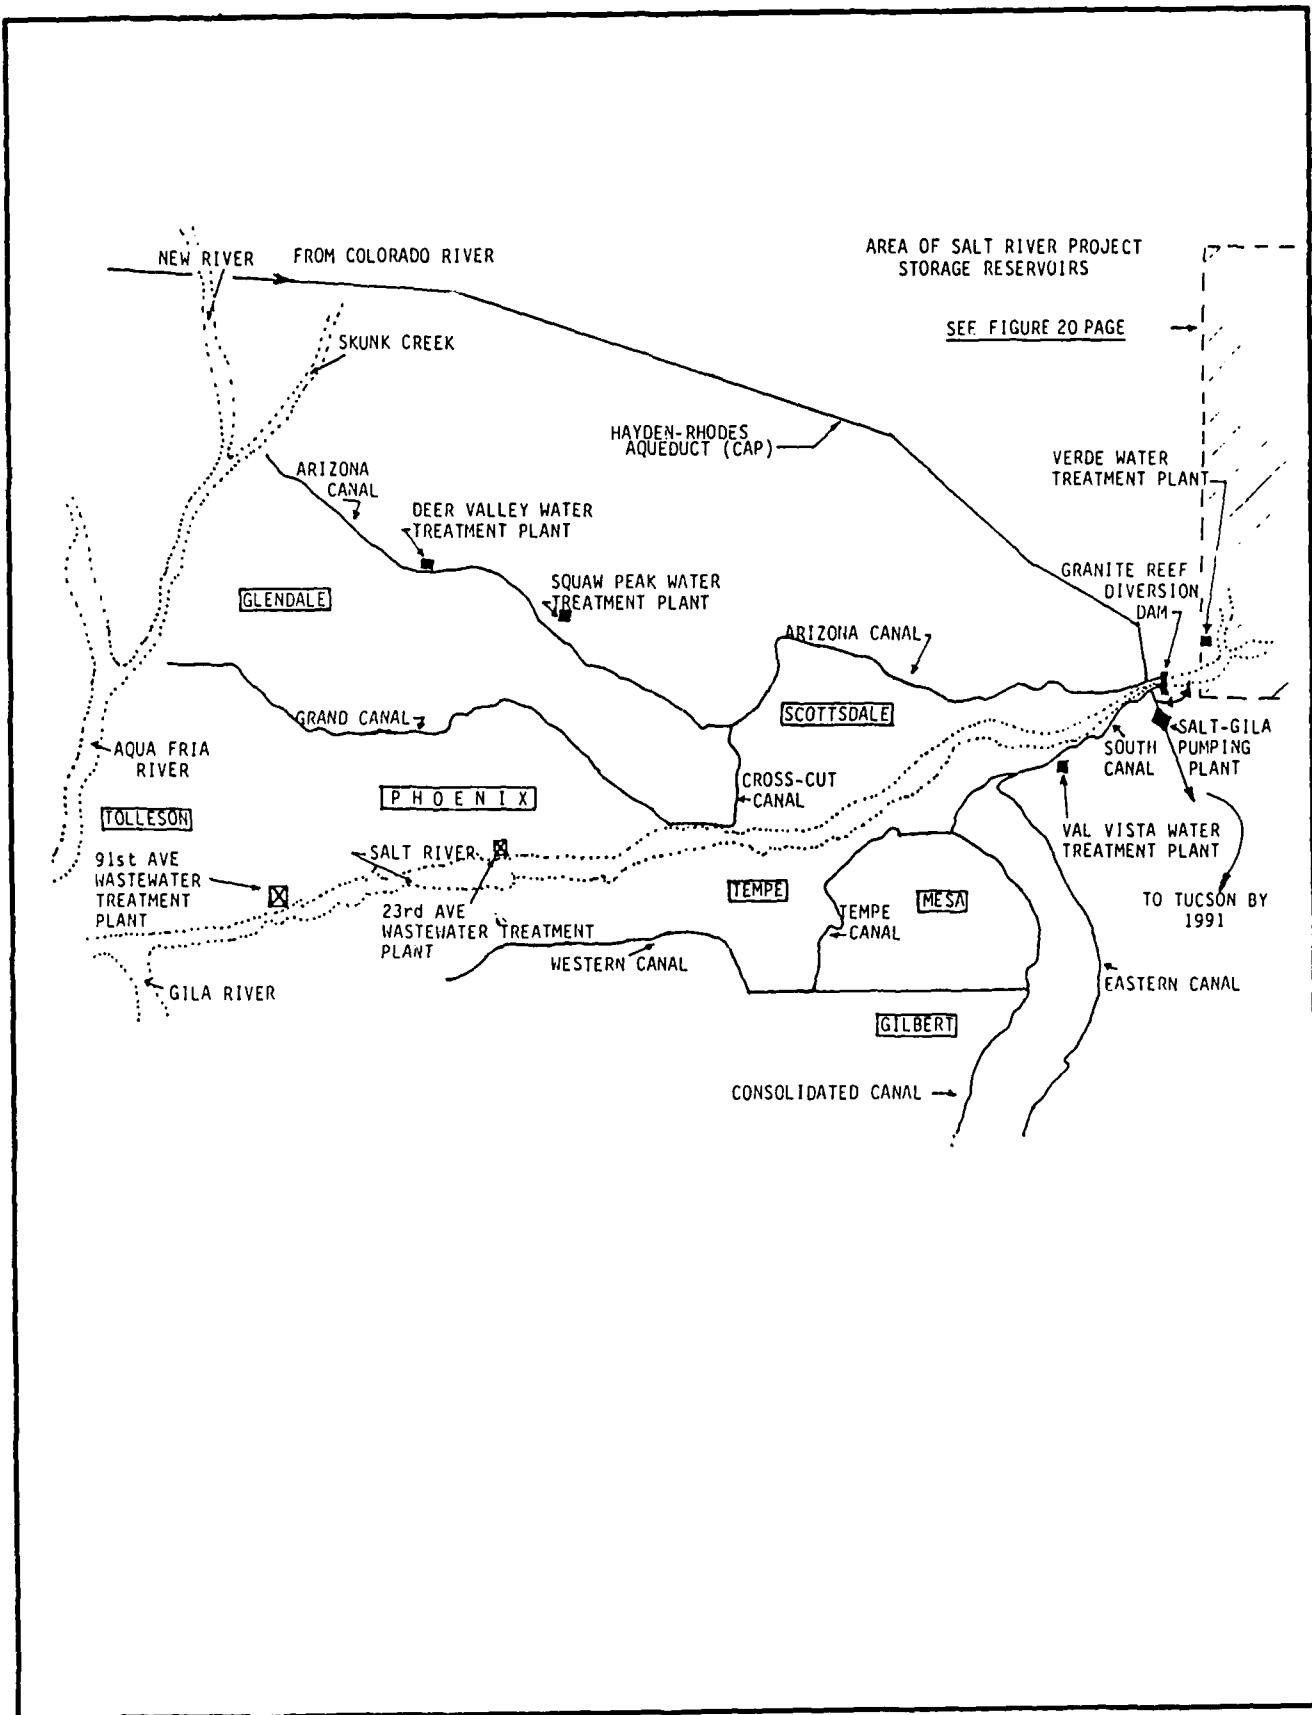 NEW RIVER
FROM COLORADO RIVER
AREA OF SALT RIVER PROJECT
STORAGE RESERVOIRS
SEE FIGURE 20 PAGE
SKUNK CREEK
HAYDEN-RHODES
AQUEDUCT (CAP)
VERDE WATER
TREATMENT PLANT
ARIZONA
CANAL
DEER VALLEY WATER
TREATMENT PLANT
GRANITE REEF
DIVERSION
DAM
SQUAW PEAK WATER
TREATMENT PLANT
GLENDALE
ARIZONA CANAL
GRAND CANAL
SCOTTSDALE
AQUA FRIA
RIVER
SOUTH
CANAL
SALT-GILA
PUMPING
PLANT
CROSS-CUT
CANAL
PHOENIX
TOLLESON
VAL VISTA WATER
TREATMENT PLANT
91st AVE
WASTEWATER
TREATMENT
PLANT
SALT RIVER
23rd AVE
WASTEWATER TREATMENT
PLANT
TEMPE
MESA
TEMPE
CANAL
TO TUCSON BY
1991
WESTERN CANAL
EASTERN CANAL
GILA RIVER
GILBERT
CONSOLIDATED CANAL